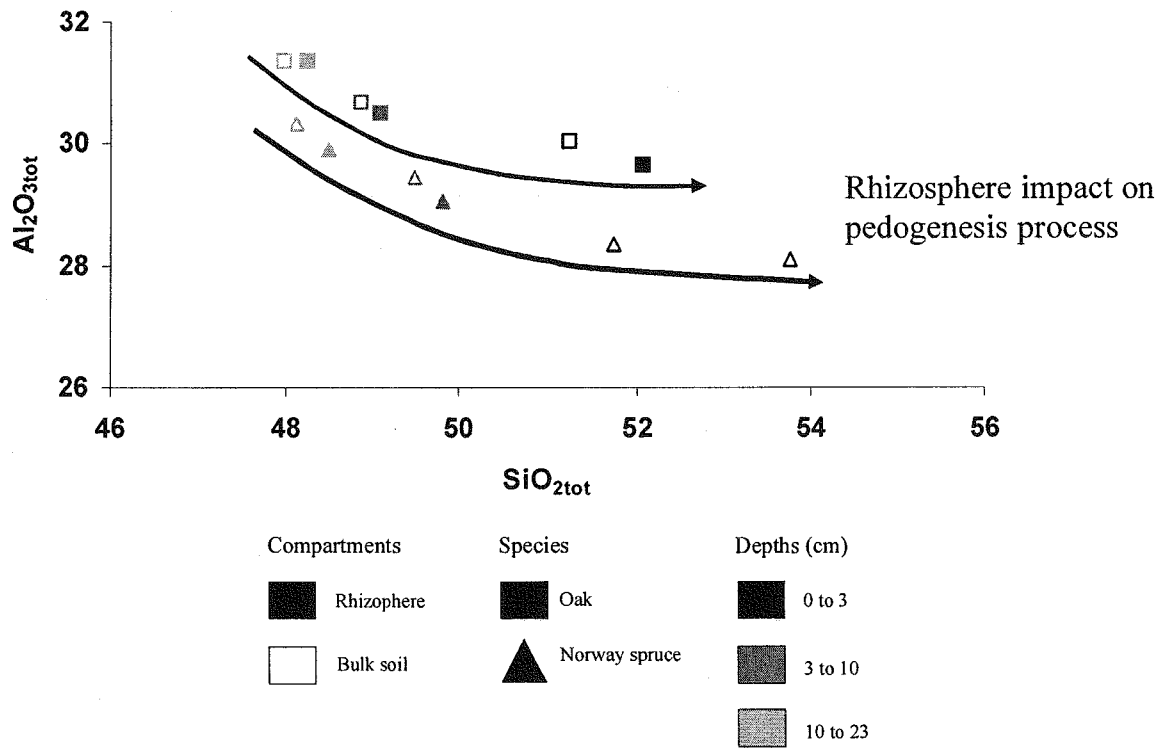 32
30
28
26
Al₂O₃tot
46 48 50 52 54 56
SiO₂tot
Rhizosphere impact on
pedogenesis process
Compartments Species Depths (cm)
Rhizophere Oak 0 to 3
Bulk soil Norway spruce 3 to 10
10 to 23